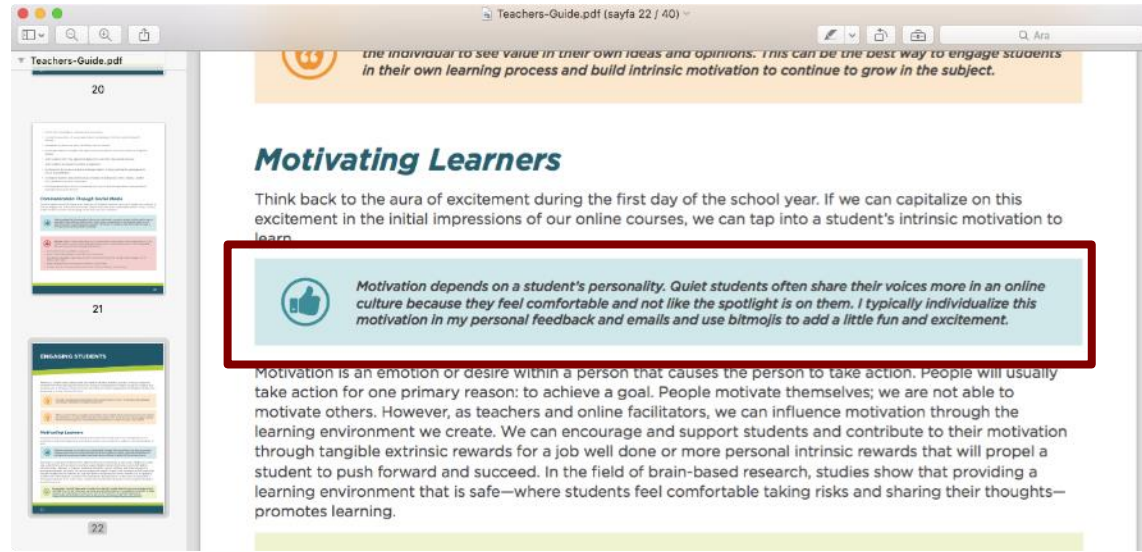 Teachers-Guide.pdf (sayfa 22 / 40)
Ara
Teachers-Guide.pdf
20
21
ENGAGING STUDENTS
Motivating Learners
22
the individual to see value in their own ideas and opinions. This can be the best way to engage students
in their own learning process and build intrinsic motivation to continue to grow in the subject.
Motivating Learners
Think back to the aura of excitement during the first day of the school year. If we can capitalize on this
excitement in the initial impressions of our online courses, we can tap into a student's intrinsic motivation to
learn
Motivation depends on a student's personality. Quiet students often share their voices more in an online
culture because they feel comfortable and not like the spotlight is on them. I typically individualize this
motivation in my personal feedback and emails and use bitmojis to add a little fun and excitement.
Motivation is an emotion or desire within a person that causes the person to take action. People will usually
take action for one primary reason: to achieve a goal. People motivate themselves; we are not able to
motivate others. However, as teachers and online facilitators, we can influence motivation through the
learning environment we create. We can encourage and support students and contribute to their motivation
through tangible extrinsic rewards for a job well done or more personal intrinsic rewards that will propel a
student to push forward and succeed. In the field of brain-based research, studies show that providing a
learning environment that is safe—where students feel comfortable taking risks and sharing their thoughts—
promotes learning.